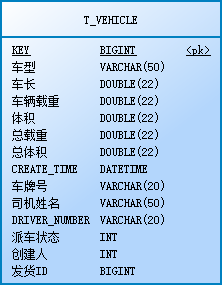 T_VEHICLE
KEY BIGINT <pk>
车型 VARCHAR(50)
车长 DOUBLE(22)
车辆载重 DOUBLE(22)
体积 DOUBLE(22)
总载重 DOUBLE(22)
总体积 DOUBLE(22)
CREATE_TIME DATETIME
车牌号 VARCHAR(20)
司机姓名 VARCHAR(50)
DRIVER_NUMBER VARCHAR(20)
派车状态 INT
创建人 INT
发货ID BIGINT